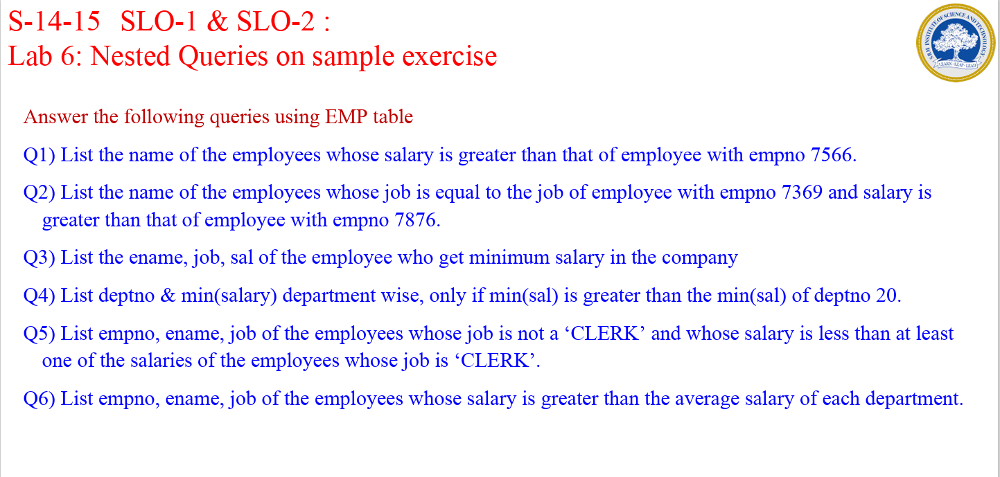 S-14-15 SLO-1 & SLO-2 :
Lab 6: Nested Queries on sample exercise
SRM INSTITUTE OF SCIENCE AND TECHNOLOGY
LEARN - LEAP - LEAD
Answer the following queries using EMP table
Q1) List the name of the employees whose salary is greater than that of employee with empno 7566.
Q2) List the name of the employees whose job is equal to the job of employee with empno 7369 and salary is
greater than that of employee with empno 7876.
Q3) List the ename, job, sal of the employee who get minimum salary in the company
Q4) List deptno & min(salary) department wise, only if min(sal) is greater than the min(sal) of deptno 20.
Q5) List empno, ename, job of the employees whose job is not a ‘CLERK’ and whose salary is less than at least
one of the salaries of the employees whose job is ‘CLERK’.
Q6) List empno, ename, job of the employees whose salary is greater than the average salary of each department.